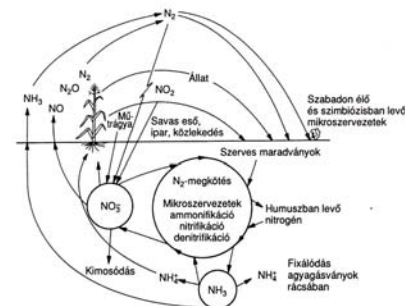 N₂
N₂
N₂O
NH₃
NO
NO₂
Állat
Mű-
trágya
Savas eső,
ipar, közlekedés
Szabadon élő
és szimbiózisban levő
mikroszervezetek
Szerves maradványok
N₂-megkötés
Mikroszervezetek
ammonifikáció
nitrifikáció
denitrifikáció
NO₃⁻
Humuszban levő
nitrogén
Kimosódás
NH₄⁺
NH₃
NH₄⁺
Fixálódás
agyagásványok
rácsában